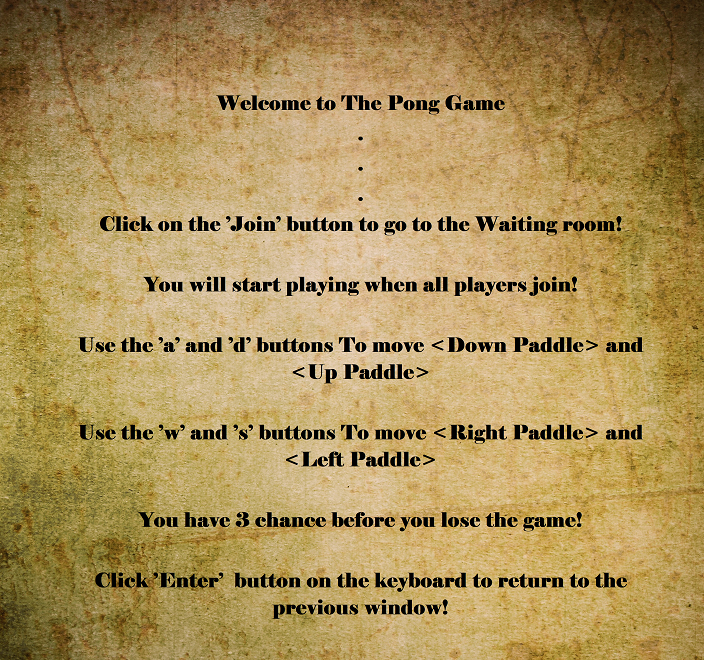 Welcome to The Pong Game
.
.
.
Click on the 'Join' button to go to the Waiting room!
You will start playing when all players join!
Use the 'a' and 'd' buttons To move <Down Paddle> and
<Up Paddle>
Use the 'w' and 's' buttons To move <Right Paddle> and
<Left Paddle>
You have 3 chance before you lose the game!
Click 'Enter'  button on the keyboard to return to the
previous window!